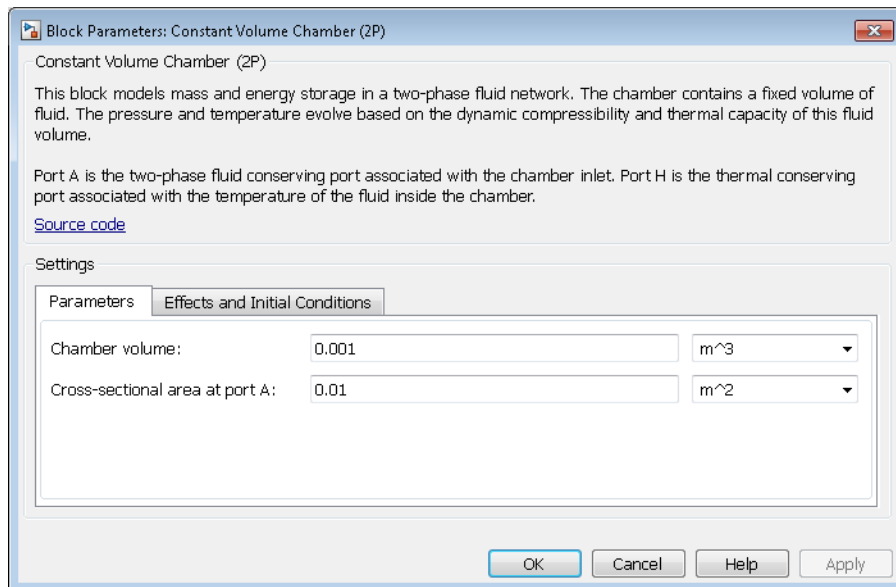 Block Parameters: Constant Volume Chamber (2P)
Constant Volume Chamber (2P)
This block models mass and energy storage in a two-phase fluid network. The chamber contains a fixed volume of
fluid. The pressure and temperature evolve based on the dynamic compressibility and thermal capacity of this fluid
volume.
Port A is the two-phase fluid conserving port associated with the chamber inlet. Port H is the thermal conserving
port associated with the temperature of the fluid inside the chamber.
Source code
Settings
Parameters Effects and Initial Conditions
Chamber volume: 0.001 m^3
Cross-sectional area at port A: 0.01 m^2
OK Cancel Help Apply